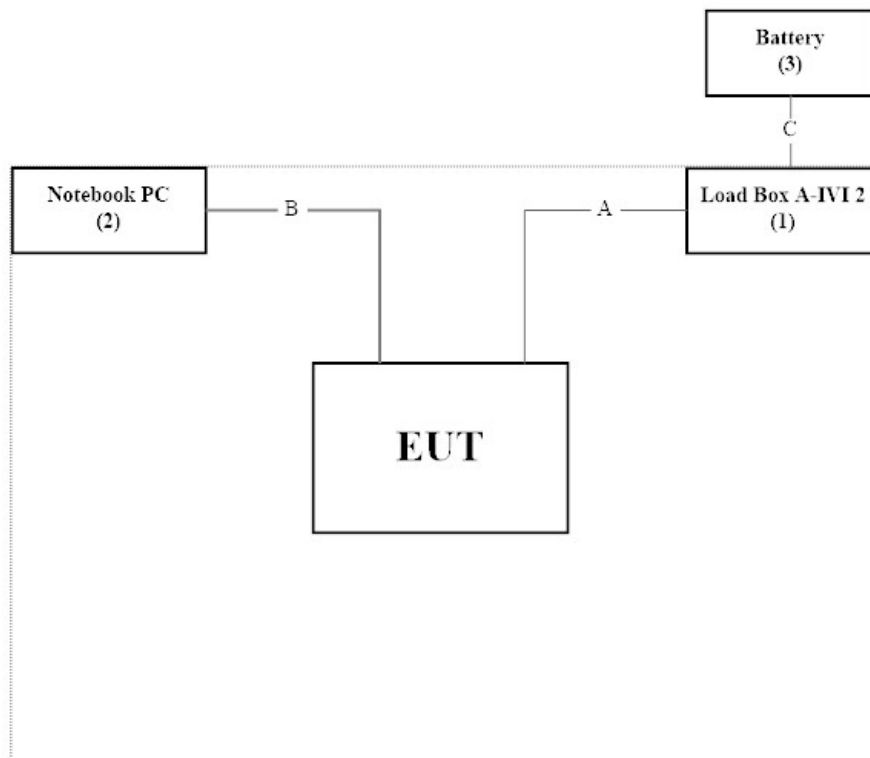 Battery
(3)
C
Notebook PC
(2)
B
A
Load Box A-IVI 2
(1)
EUT